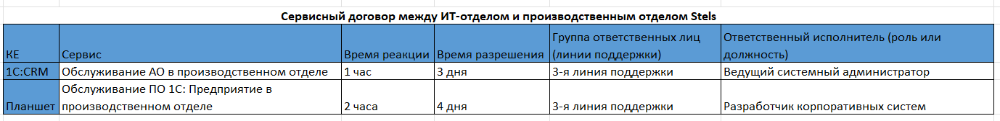 Сервисный договор между ИТ-отделом и производственным отделом Stels
КЕ Сервис Время реакции Время разрешения Группа ответственных лиц (линии поддержки) Ответственный исполнитель (роль или должность)
1С:CRM Обслуживание АО в производственном отделе 1 час 3 дня 3-я линия поддержки Ведущий системный администратор
Планшет Обслуживание ПО 1С: Предприятие в производственном отделе 2 часа 4 дня 3-я линия поддержки Разработчик корпоративных систем